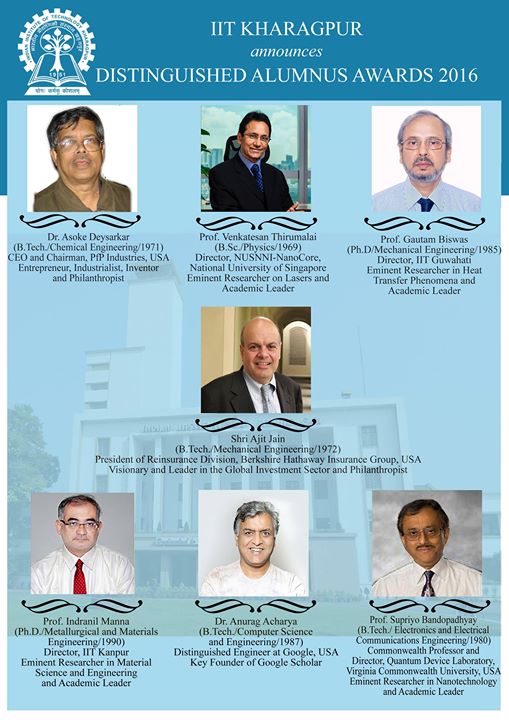 IIT KHARAGPUR
announces
DISTINGUISHED ALUMNUS AWARDS 2016
1951
योगः कर्मसु कौशलम्
Dr. Asoke Deysarkar
(B.Tech./Chemical Engineering/1971)
CEO and Chairman, PfP Industries, USA
Entrepreneur, Industrialist, Inventor
and Philanthropist
Prof. Venkatesan Thirumalai
(B.Sc./Physics/1969)
Director, NUSNNI-NanoCore,
National University of Singapore
Eminent Researcher on Lasers and
Academic Leader
Prof. Gautam Biswas
(Ph.D/Mechanical Engineering/1985)
Director, IIT Guwahati
Eminent Researcher in Heat
Transfer Phenomena and
Academic Leader
Shri Ajit Jain
(B.Tech./Mechanical Engineering/1972)
President of Reinsurance Division, Berkshire Hathaway Insurance Group, USA
Visionary and Leader in the Global Investment Sector and Philanthropist
Prof. Indranil Manna
(Ph.D./Metallurgical and Materials
Engineering/1990)
Director, IIT Kanpur
Eminent Researcher in Material
Science and Engineering
and Academic Leader
Dr. Anurag Acharya
(B.Tech./Computer Science
and Engineering/1987)
Distinguished Engineer at Google, USA
Key Founder of Google Scholar
Prof. Supriyo Bandopadhyay
(B.Tech./ Electronics and Electrical
Communications Engineering/1980)
Commonwealth Professor and
Director, Quantum Device Laboratory,
Virginia Commonwealth University, USA
Eminent Researcher in Nanotechnology
and Academic Leader